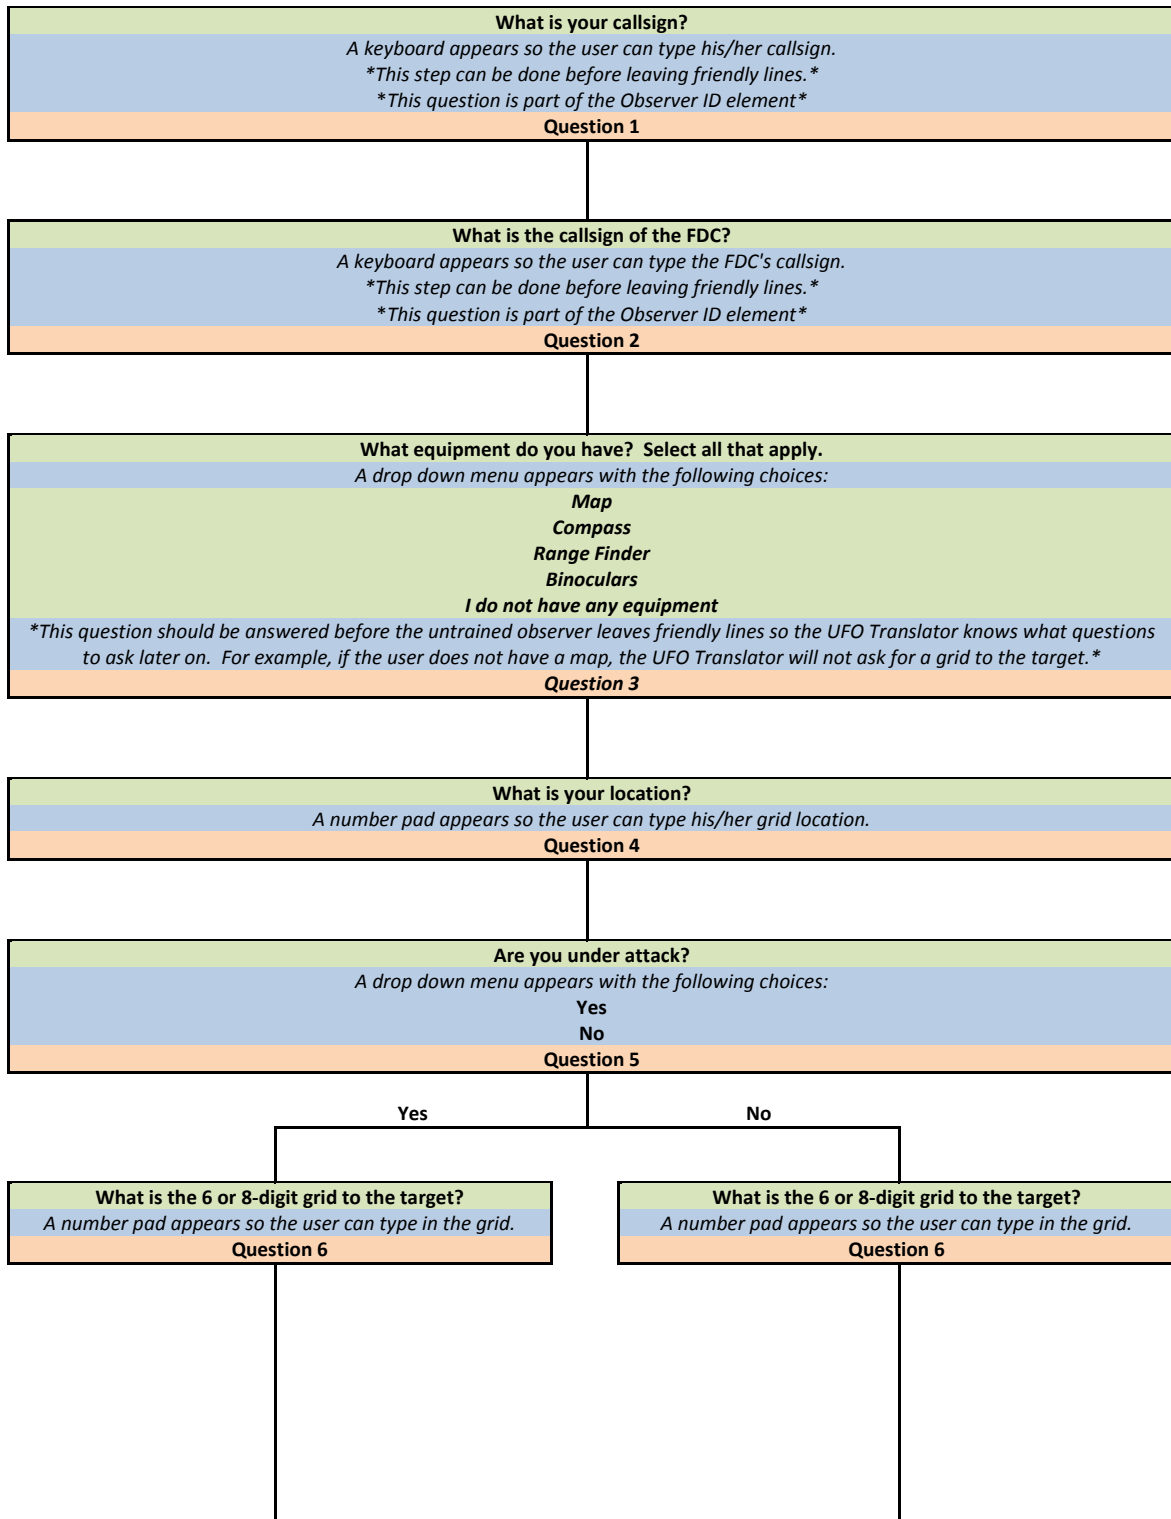 What is your callsign?
A keyboard appears so the user can type his/her callsign.
*This step can be done before leaving friendly lines.*
*This question is part of the Observer ID element*
Question 1
What is the callsign of the FDC?
A keyboard appears so the user can type the FDC's callsign.
*This step can be done before leaving friendly lines.*
*This question is part of the Observer ID element*
Question 2
What equipment do you have?  Select all that apply.
A drop down menu appears with the following choices:
Map
Compass
Range Finder
Binoculars
I do not have any equipment
*This question should be answered before the untrained observer leaves friendly lines so the UFO Translator knows what questions
to ask later on.  For example, if the user does not have a map, the UFO Translator will not ask for a grid to the target.*
Question 3
What is your location?
A number pad appears so the user can type his/her grid location.
Question 4
Are you under attack?
A drop down menu appears with the following choices:
Yes
No
Question 5
Yes
No
What is the 6 or 8-digit grid to the target?
A number pad appears so the user can type in the grid.
Question 6
What is the 6 or 8-digit grid to the target?
A number pad appears so the user can type in the grid.
Question 6